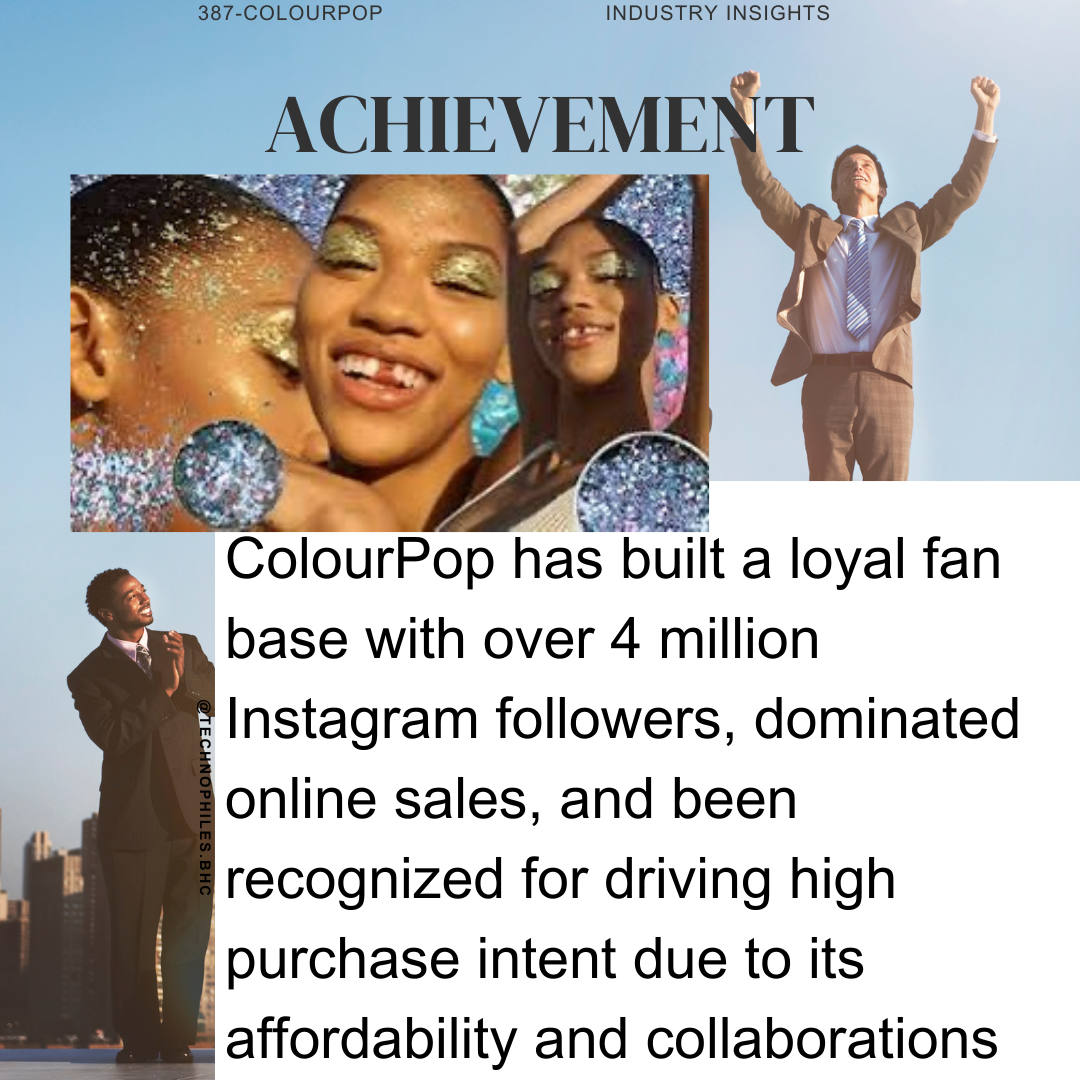 387-COLOURPOP
INDUSTRY INSIGHTS
ACHIEVEMENT
ColourPop has built a loyal fan
base with over 4 million
Instagram followers, dominated
online sales, and been
recognized for driving high
purchase intent due to its
affordability and collaborations
@TECHNOPHILES.BHC